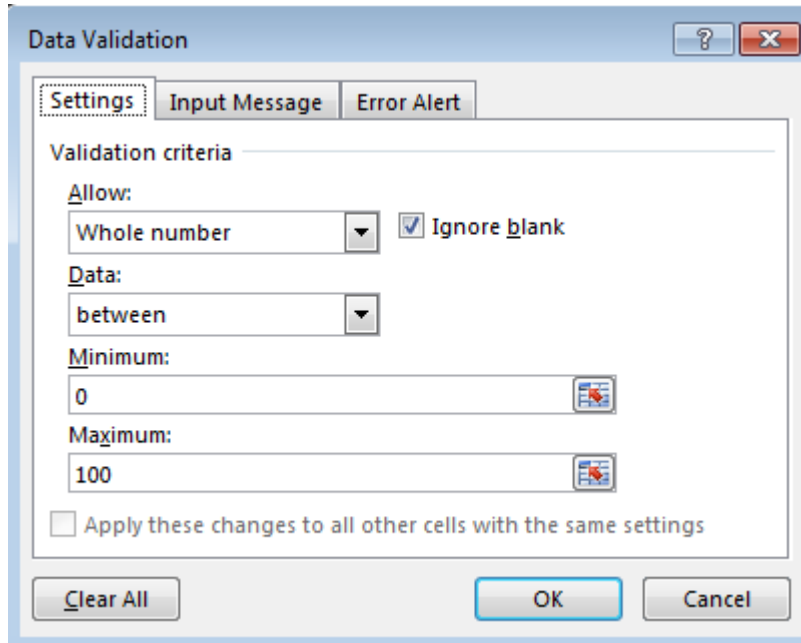 Data Validation
Settings Input Message Error Alert
Validation criteria
Allow:
Whole number Ignore blank
Data:
between
Minimum:
0
Maximum:
100
Apply these changes to all other cells with the same settings
Clear All OK Cancel